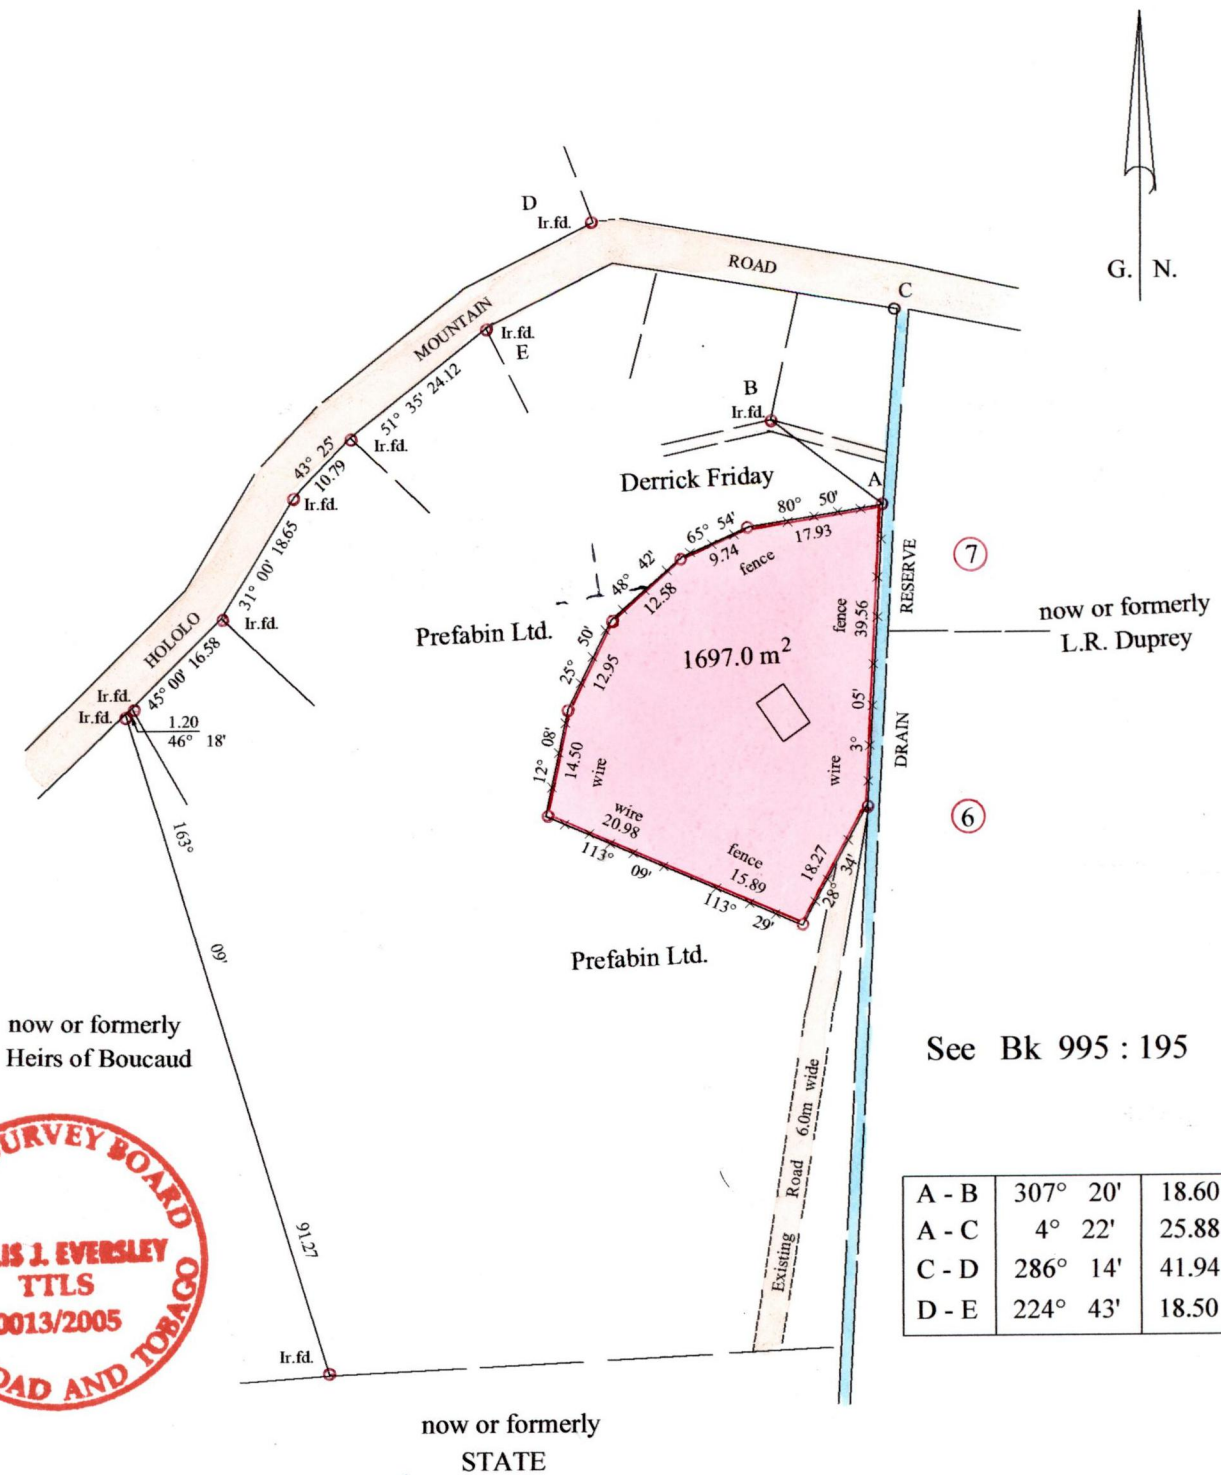 G. N.
D
Ir.fd.
ROAD
C
MOUNTAIN
Ir.fd.
E
51° 35' 24.12
B
Ir.fd.
43° 25'
10.79
Ir.fd.
Derrick Friday
A
80° 50'
17.93
Ir.fd.
65° 54'
9.74
fence
7
31° 00' 18.65
48° 42'
12.58
RESERVE
fence
39.56
now or formerly
L.R. Duprey
HOLOLO
Ir.fd.
Prefabin Ltd.
25° 50'
12.95
1697.0 m²
45° 00' 16.58
Ir.fd.
Ir.fd.
1.20
46° 18'
12° 08'
14.50
wire
3° 05'
DRAIN
wire
163° 09'
91.27
wire
20.98
113° 09'
fence
15.89
113° 29'
18.27
28° 34'
6
Prefabin Ltd.
now or formerly
Heirs of Boucaud
See Bk 995 : 195
Existing Road 6.0m wide
URVEY BOARD
IS J. EVERSLEY
TTLS
0013/2005
DAD AND TOBAGO
A - B 307° 20' 18.60
A - C 4° 22' 25.88
C - D 286° 14' 41.94
D - E 224° 43' 18.50
Ir.fd.
now or formerly
STATE